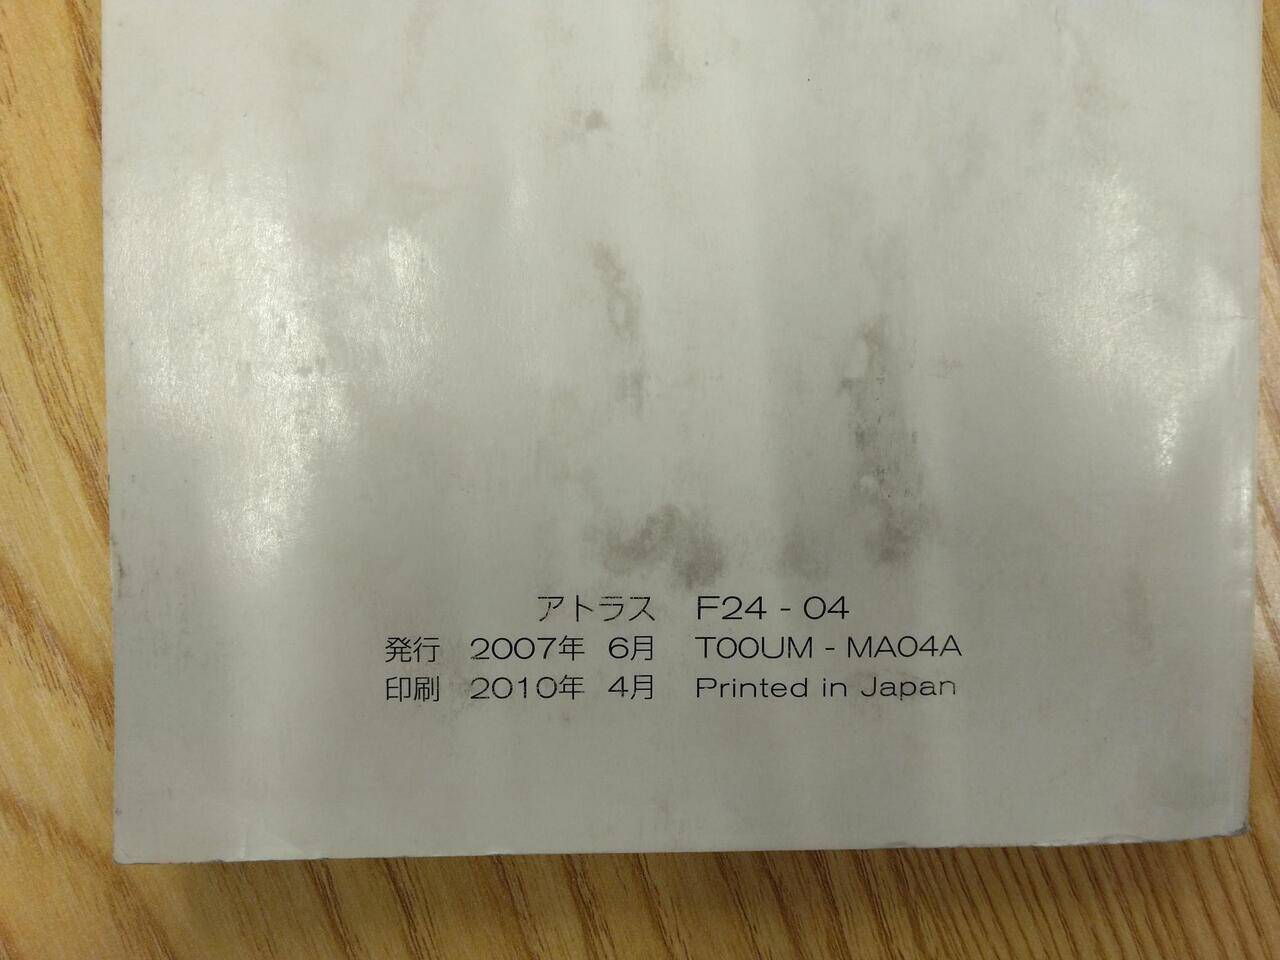 アトラス F24 - 04
発行 2007年 6月 T00UM - MA04A
印刷 2010年 4月 Printed in Japan